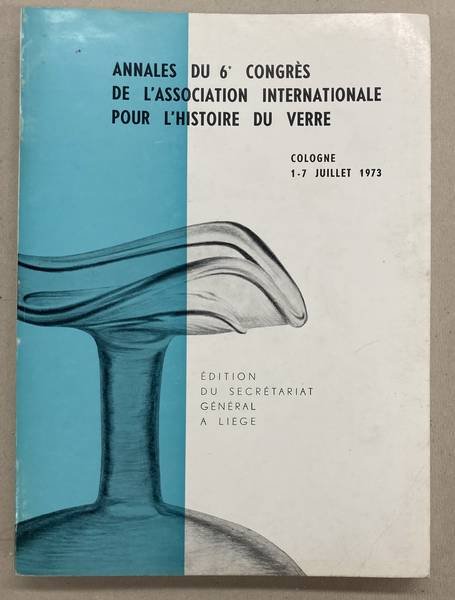 ANNALES DU 6e CONGRÈS
DE L'ASSOCIATION INTERNATIONALE
POUR L'HISTOIRE DU VERRE
COLOGNE
1-7 JUILLET 1973
ÉDITION
DU SECRÉTARIAT
GÉNÉRAL
A LIÈGE